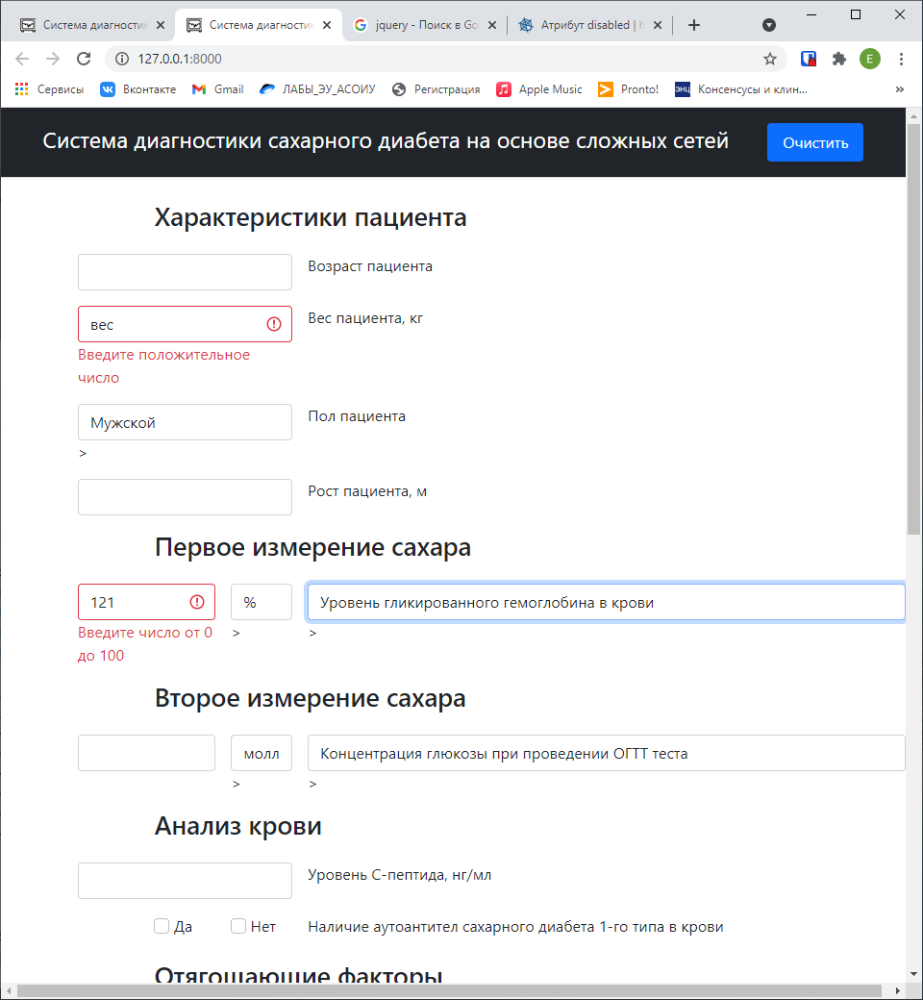 Система диагностик
Система диагностик
jquery - Поиск в Go
Атрибут disabled | h
127.0.0.1:8000
E
Сервисы
Вконтакте
Gmail
ЛАБЫ_ЭУ_АСОИУ
Регистрация
Apple Music
Pronto!
ЭНЦ
Консенсусы и клин...
»
Система диагностики сахарного диабета на основе сложных сетей
Очистить
Характеристики пациента
Возраст пациента
вес
Вес пациента, кг
Введите положительное
число
Мужской
Пол пациента
>
Рост пациента, м
Первое измерение сахара
121
%
Уровень гликированного гемоглобина в крови
Введите число от 0
до 100
>
>
Второе измерение сахара
молл
Концентрация глюкозы при проведении ОГТТ теста
>
>
Анализ крови
Уровень С-пептида, нг/мл
Да
Нет
Наличие аутоантител сахарного диабета 1-го типа в крови
Отягощающие факторы